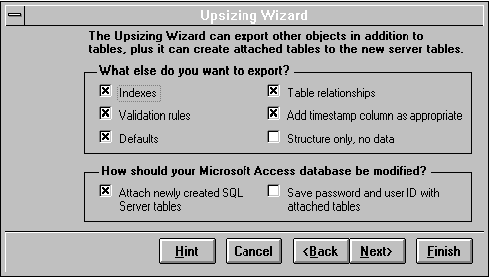 Upsizing Wizard
The Upsizing Wizard can export other objects in addition to
tables, plus it can create attached tables to the new server tables.
What else do you want to export?
Indexes
Table relationships
Validation rules
Add timestamp column as appropriate
Defaults
Structure only, no data
How should your Microsoft Access database be modified?
Attach newly created SQL
Server tables
Save password and user ID with
attached tables
Hint
Cancel
<Back
Next>
Finish